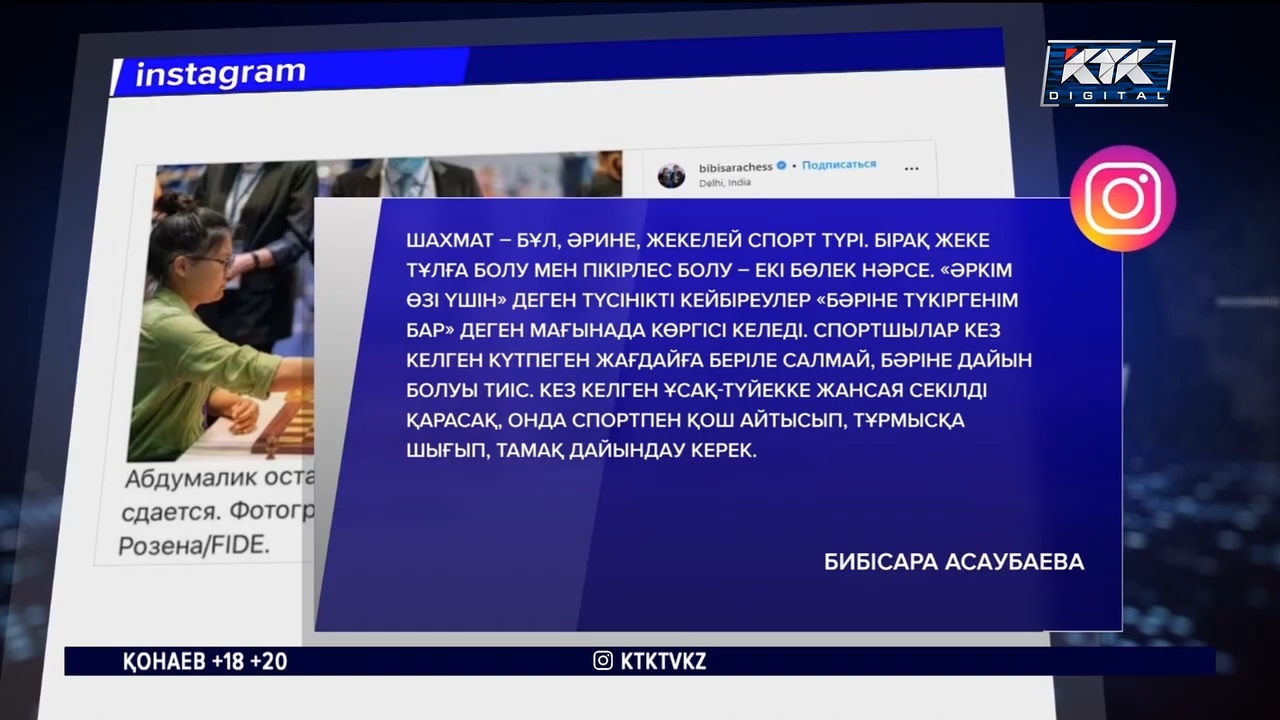 instagram
КТК
DIGITAL
bibisarachess • Подписаться
Delhi, India
ШАХМАТ – БҰЛ, ӘРИНЕ, ЖЕКЕЛЕЙ СПОРТ ТҮРІ. БІРАҚ ЖЕКЕ
ТҰЛҒА БОЛУ МЕН ПІКІРЛЕС БОЛУ – ЕКІ БӨЛЕК НӘРСЕ. «ӘРКІМ
ӨЗІ ҮШІН» ДЕГЕН ТҮСІНІКТІ КЕЙБІРЕУЛЕР «БӘРІНЕ ТҮКІРГЕНІМ
БАР» ДЕГЕН МАҒЫНАДА КӨРГІСІ КЕЛЕДІ. СПОРТШЫЛАР КЕЗ
КЕЛГЕН КҮТПЕГЕН ЖАҒДАЙҒА БЕРІЛЕ САЛМАЙ, БӘРІНЕ ДАЙЫН
БОЛУЫ ТИІС. КЕЗ КЕЛГЕН ҰСАҚ-ТҮЙЕККЕ ЖАНСАЯ СЕКІЛДІ
ҚАРАСАҚ, ОНДА СПОРТПЕН ҚОШ АЙТЫСЫП, ТҰРМЫСҚА
ШЫҒЫП, ТАМАҚ ДАЙЫНДАУ КЕРЕК.
БИБІСАРА АСАУБАЕВА
Абдумалик оста
сдается. Фотогр
Розена/FIDE.
ҚОНАЕВ +18 +20
KTKTVKZ